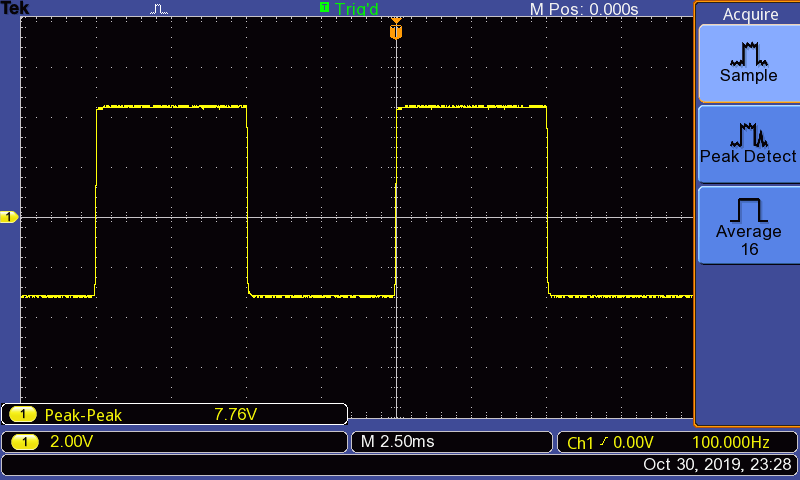 Tek T Trig'd M Pos: 0.000s
Acquire
T
Sample
Peak Detect
1
Average
16
1 Peak-Peak 7.76V
1 2.00V M 2.50ms Ch1 0.00V 100.000Hz
Oct 30, 2019, 23:28